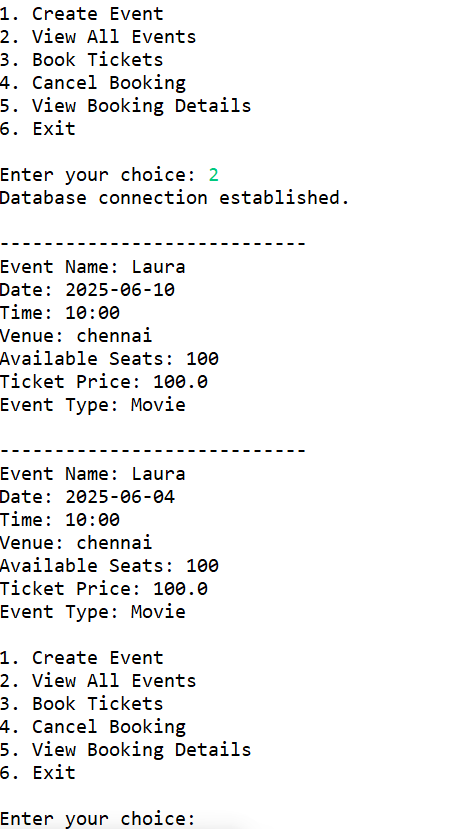 1. Create Event
2. View All Events
3. Book Tickets
4. Cancel Booking
5. View Booking Details
6. Exit
Enter your choice: 2
Database connection established.
----------------------------
Event Name: Laura
Date: 2025-06-10
Time: 10:00
Venue: chennai
Available Seats: 100
Ticket Price: 100.0
Event Type: Movie
----------------------------
Event Name: Laura
Date: 2025-06-04
Time: 10:00
Venue: chennai
Available Seats: 100
Ticket Price: 100.0
Event Type: Movie
1. Create Event
2. View All Events
3. Book Tickets
4. Cancel Booking
5. View Booking Details
6. Exit
Enter your choice: